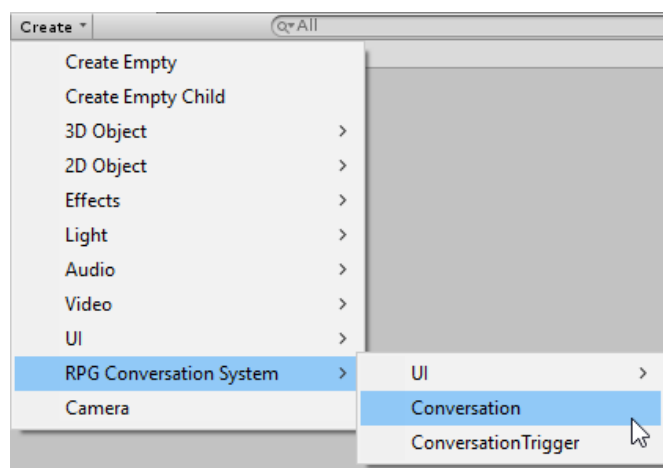 Create
All
Create Empty
Create Empty Child
3D Object
2D Object
Effects
Light
Audio
Video
UI
RPG Conversation System
Camera
UI
Conversation
ConversationTrigger